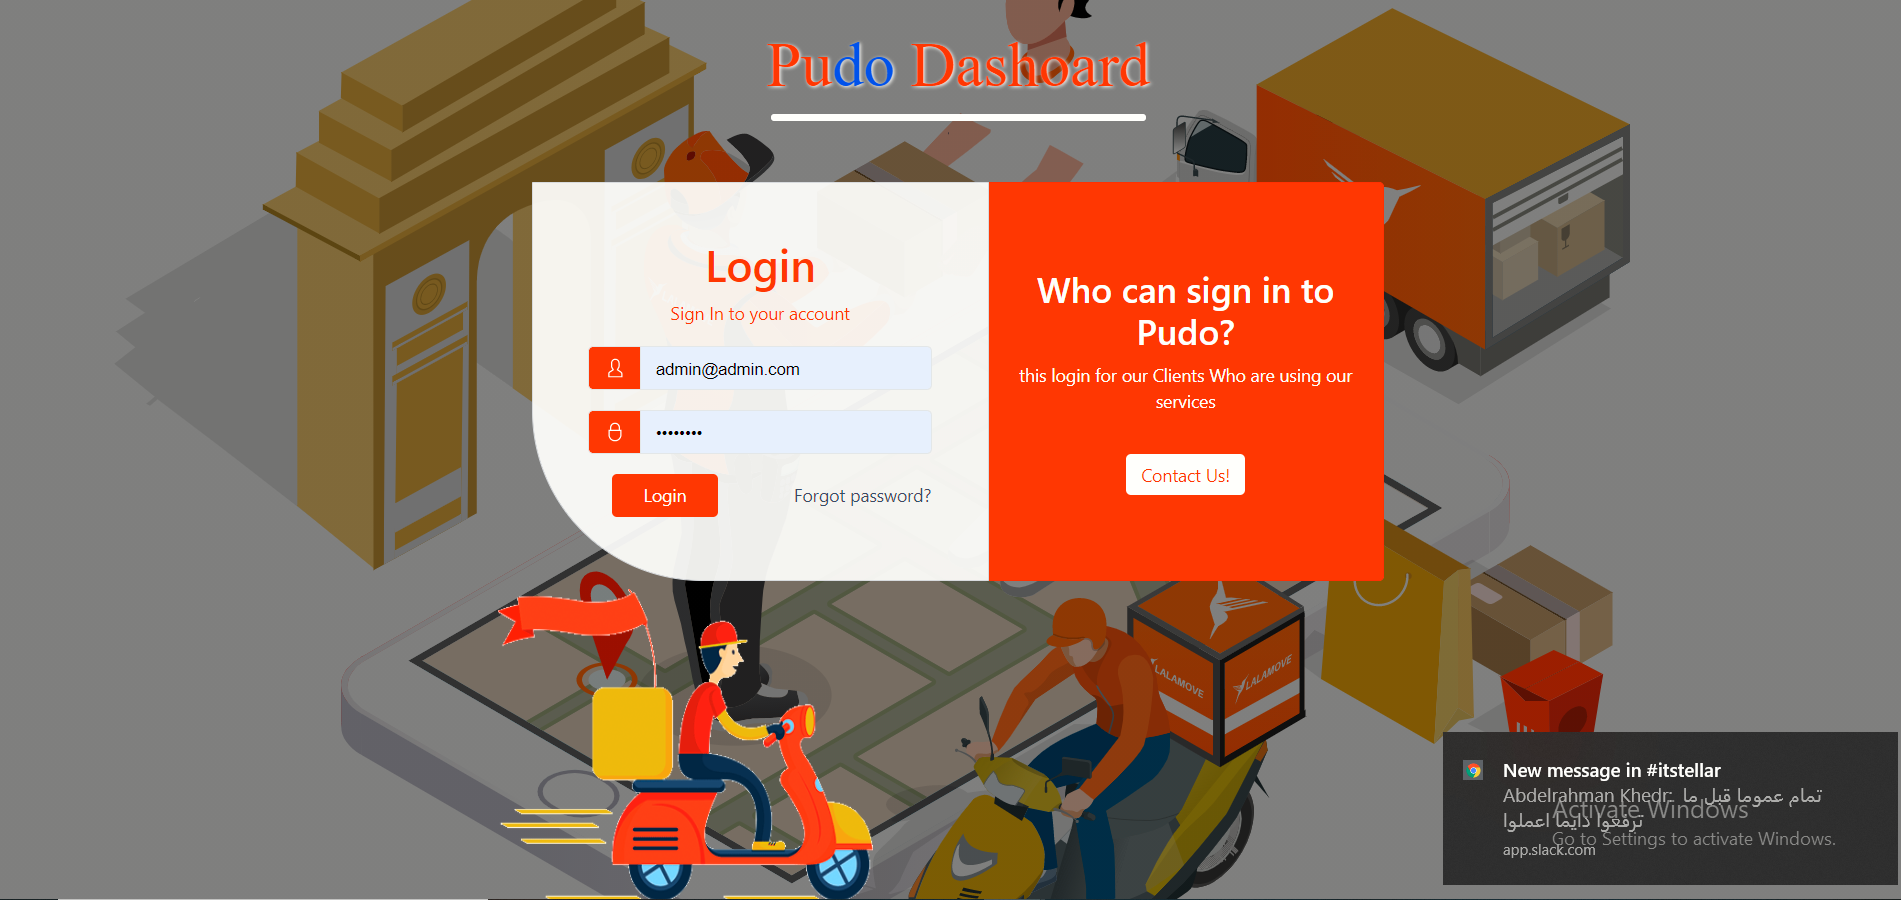 Pudo Dashoard
Login
Sign In to your account
admin@admin.com
••••••••
Login
Forgot password?
Who can sign in to
Pudo?
this login for our Clients Who are using our
services
Contact Us!
LALAMOVE
LALAMOVE
New message in #itstellar
Abdelrahman Khedr: تمام عموما قبل ما
ترفعوا دايما اعملوا
app.slack.com
Activate Windows
Go to Settings to activate Windows.